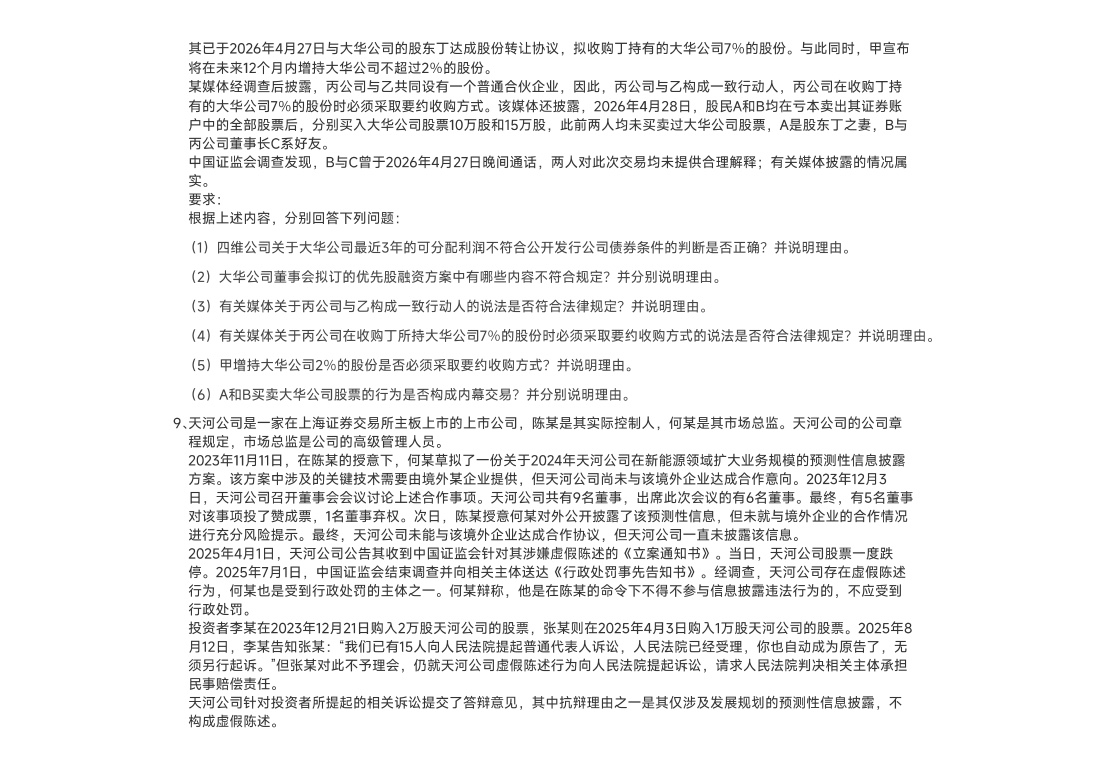 其已于2026年4月27日与大华公司的股东丁达成股份转让协议，拟收购丁持有的大华公司7%的股份。与此同时，甲宣布
将在未来12个月内增持大华公司不超过2%的股份。
某媒体经调查后披露，丙公司与乙共同设有一个普通合伙企业，因此，丙公司与乙构成一致行动人，丙公司在收购丁持
有的大华公司7%的股份时必须采取要约收购方式。该媒体还披露，2026年4月28日，股民A和B均在亏本卖出其证券账
户中的全部股票后，分别买入大华公司股票10万股和15万股，此前两人均未买卖过大华公司股票，A是股东丁之妻，B与
丙公司董事长C系好友。
中国证监会调查发现，B与C曾于2026年4月27日晚间通话，两人对此次交易均未提供合理解释；有关媒体披露的情况属
实。
要求：
根据上述内容，分别回答下列问题：
（1）四维公司关于大华公司最近3年的可分配利润不符合公开发行公司债券条件的判断是否正确？并说明理由。
（2）大华公司董事会拟订的优先股融资方案中有哪些内容不符合规定？并分别说明理由。
（3）有关媒体关于丙公司与乙构成一致行动人的说法是否符合法律规定？并说明理由。
（4）有关媒体关于丙公司在收购丁所持大华公司7%的股份时必须采取要约收购方式的说法是否符合法律规定？并说明理由。
（5）甲增持大华公司2%的股份是否必须采取要约收购方式？并说明理由。
（6）A和B买卖大华公司股票的行为是否构成内幕交易？并分别说明理由。
9、天河公司是一家在上海证券交易所主板上市的上市公司，陈某是其实际控制人，何某是其市场总监。天河公司的公司章
程规定，市场总监是公司的高级管理人员。
2023年11月11日，在陈某的授意下，何某草拟了一份关于2024年天河公司在新能源领域扩大业务规模的预测性信息披露
方案。该方案中涉及的关键技术需要由境外某企业提供，但天河公司尚未与该境外企业达成合作意向。2023年12月3
日，天河公司召开董事会会议讨论上述合作事项。天河公司共有9名董事，出席此次会议的有6名董事。最终，有5名董事
对该事项投了赞成票，1名董事弃权。次日，陈某授意何某对外公开披露了该预测性信息，但未就与境外企业的合作情况
进行充分风险提示。最终，天河公司未能与该境外企业达成合作协议，但天河公司一直未披露该信息。
2025年4月1日，天河公司公告其收到中国证监会针对其涉嫌虚假陈述的《立案通知书》。当日，天河公司股票一度跌
停。2025年7月1日，中国证监会结束调查并向相关主体送达《行政处罚事先告知书》。经调查，天河公司存在虚假陈述
行为，何某也是受到行政处罚的主体之一。何某辩称，他是在陈某的命令下不得不参与信息披露违法行为的，不应受到
行政处罚。
投资者李某在2023年12月21日购入2万股天河公司的股票，张某则在2025年4月3日购入1万股天河公司的股票。2025年8
月12日，李某告知张某：“我们已有15人向人民法院提起普通代表人诉讼，人民法院已经受理，你也自动成为原告了，无
须另行起诉。”但张某对此不予理会，仍就天河公司虚假陈述行为向人民法院提起诉讼，请求人民法院判决相关主体承担
民事赔偿责任。
天河公司针对投资者所提起的相关诉讼提交了答辩意见，其中抗辩理由之一是其仅涉及发展规划的预测性信息披露，不
构成虚假陈述。